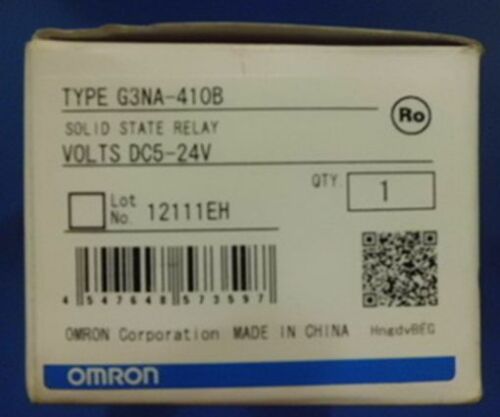 TYPE G3NA-410B
Ro
SOLID STATE RELAY
VOLTS DC5-24V
QTY. 1
Lot No. 12111EH
4 547648 573597
OMRON Corporation MADE IN CHINA HngdvBEG
OMRON